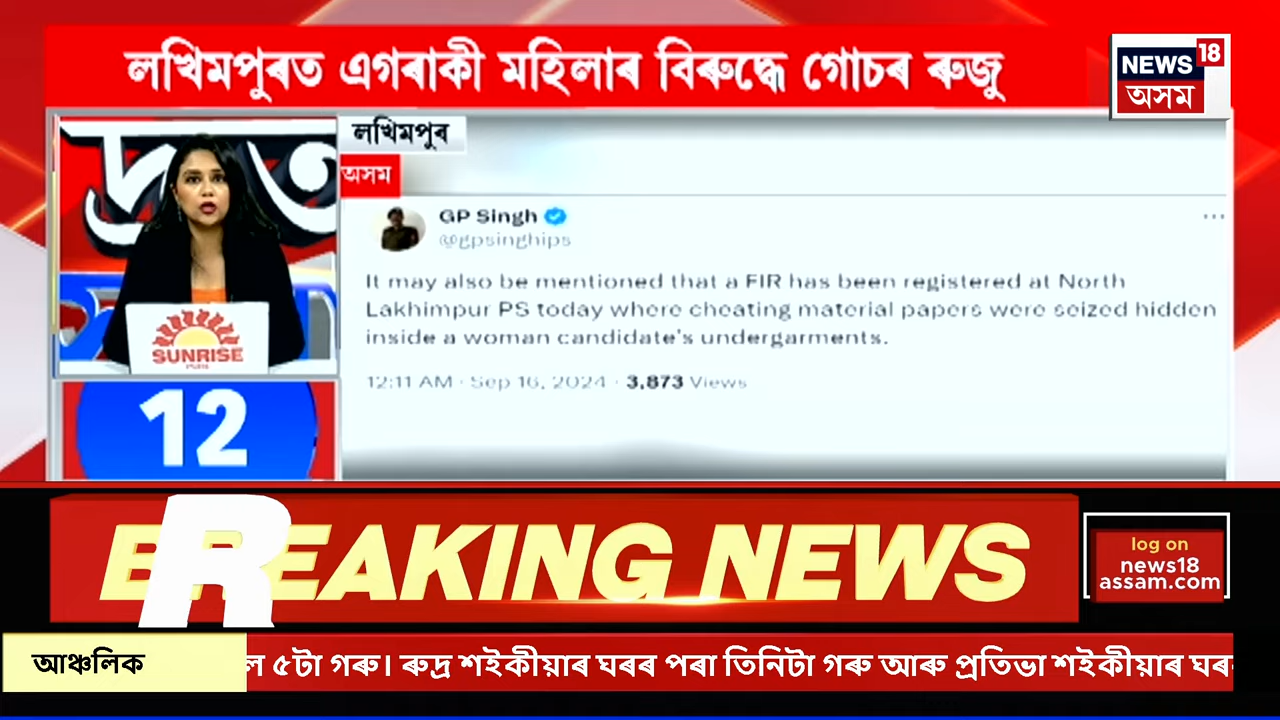 লখিমপুৰত এগৰাকী মহিলাৰ বিৰুদ্ধে গোচৰ ৰুজু
NEWS 18
অসম
লখিমপুৰ
অসম
GP Singh
@gpsinghips
It may also be mentioned that a FIR has been registered at North
Lakhimpur PS today where cheating material papers were seized hidden
inside a woman candidate's undergarments.
12:11 AM · Sep 16, 2024 · 3,873 Views
SUNRISE
12
BREAKING NEWS
R
log on
news18
assam.com
আঞ্চলিক
ল ৫টা গৰু। ৰুদ্ৰ শইকীয়াৰ ঘৰৰ পৰা তিনিটা গৰু আৰু প্ৰতিভা শইকীয়াৰ ঘৰ